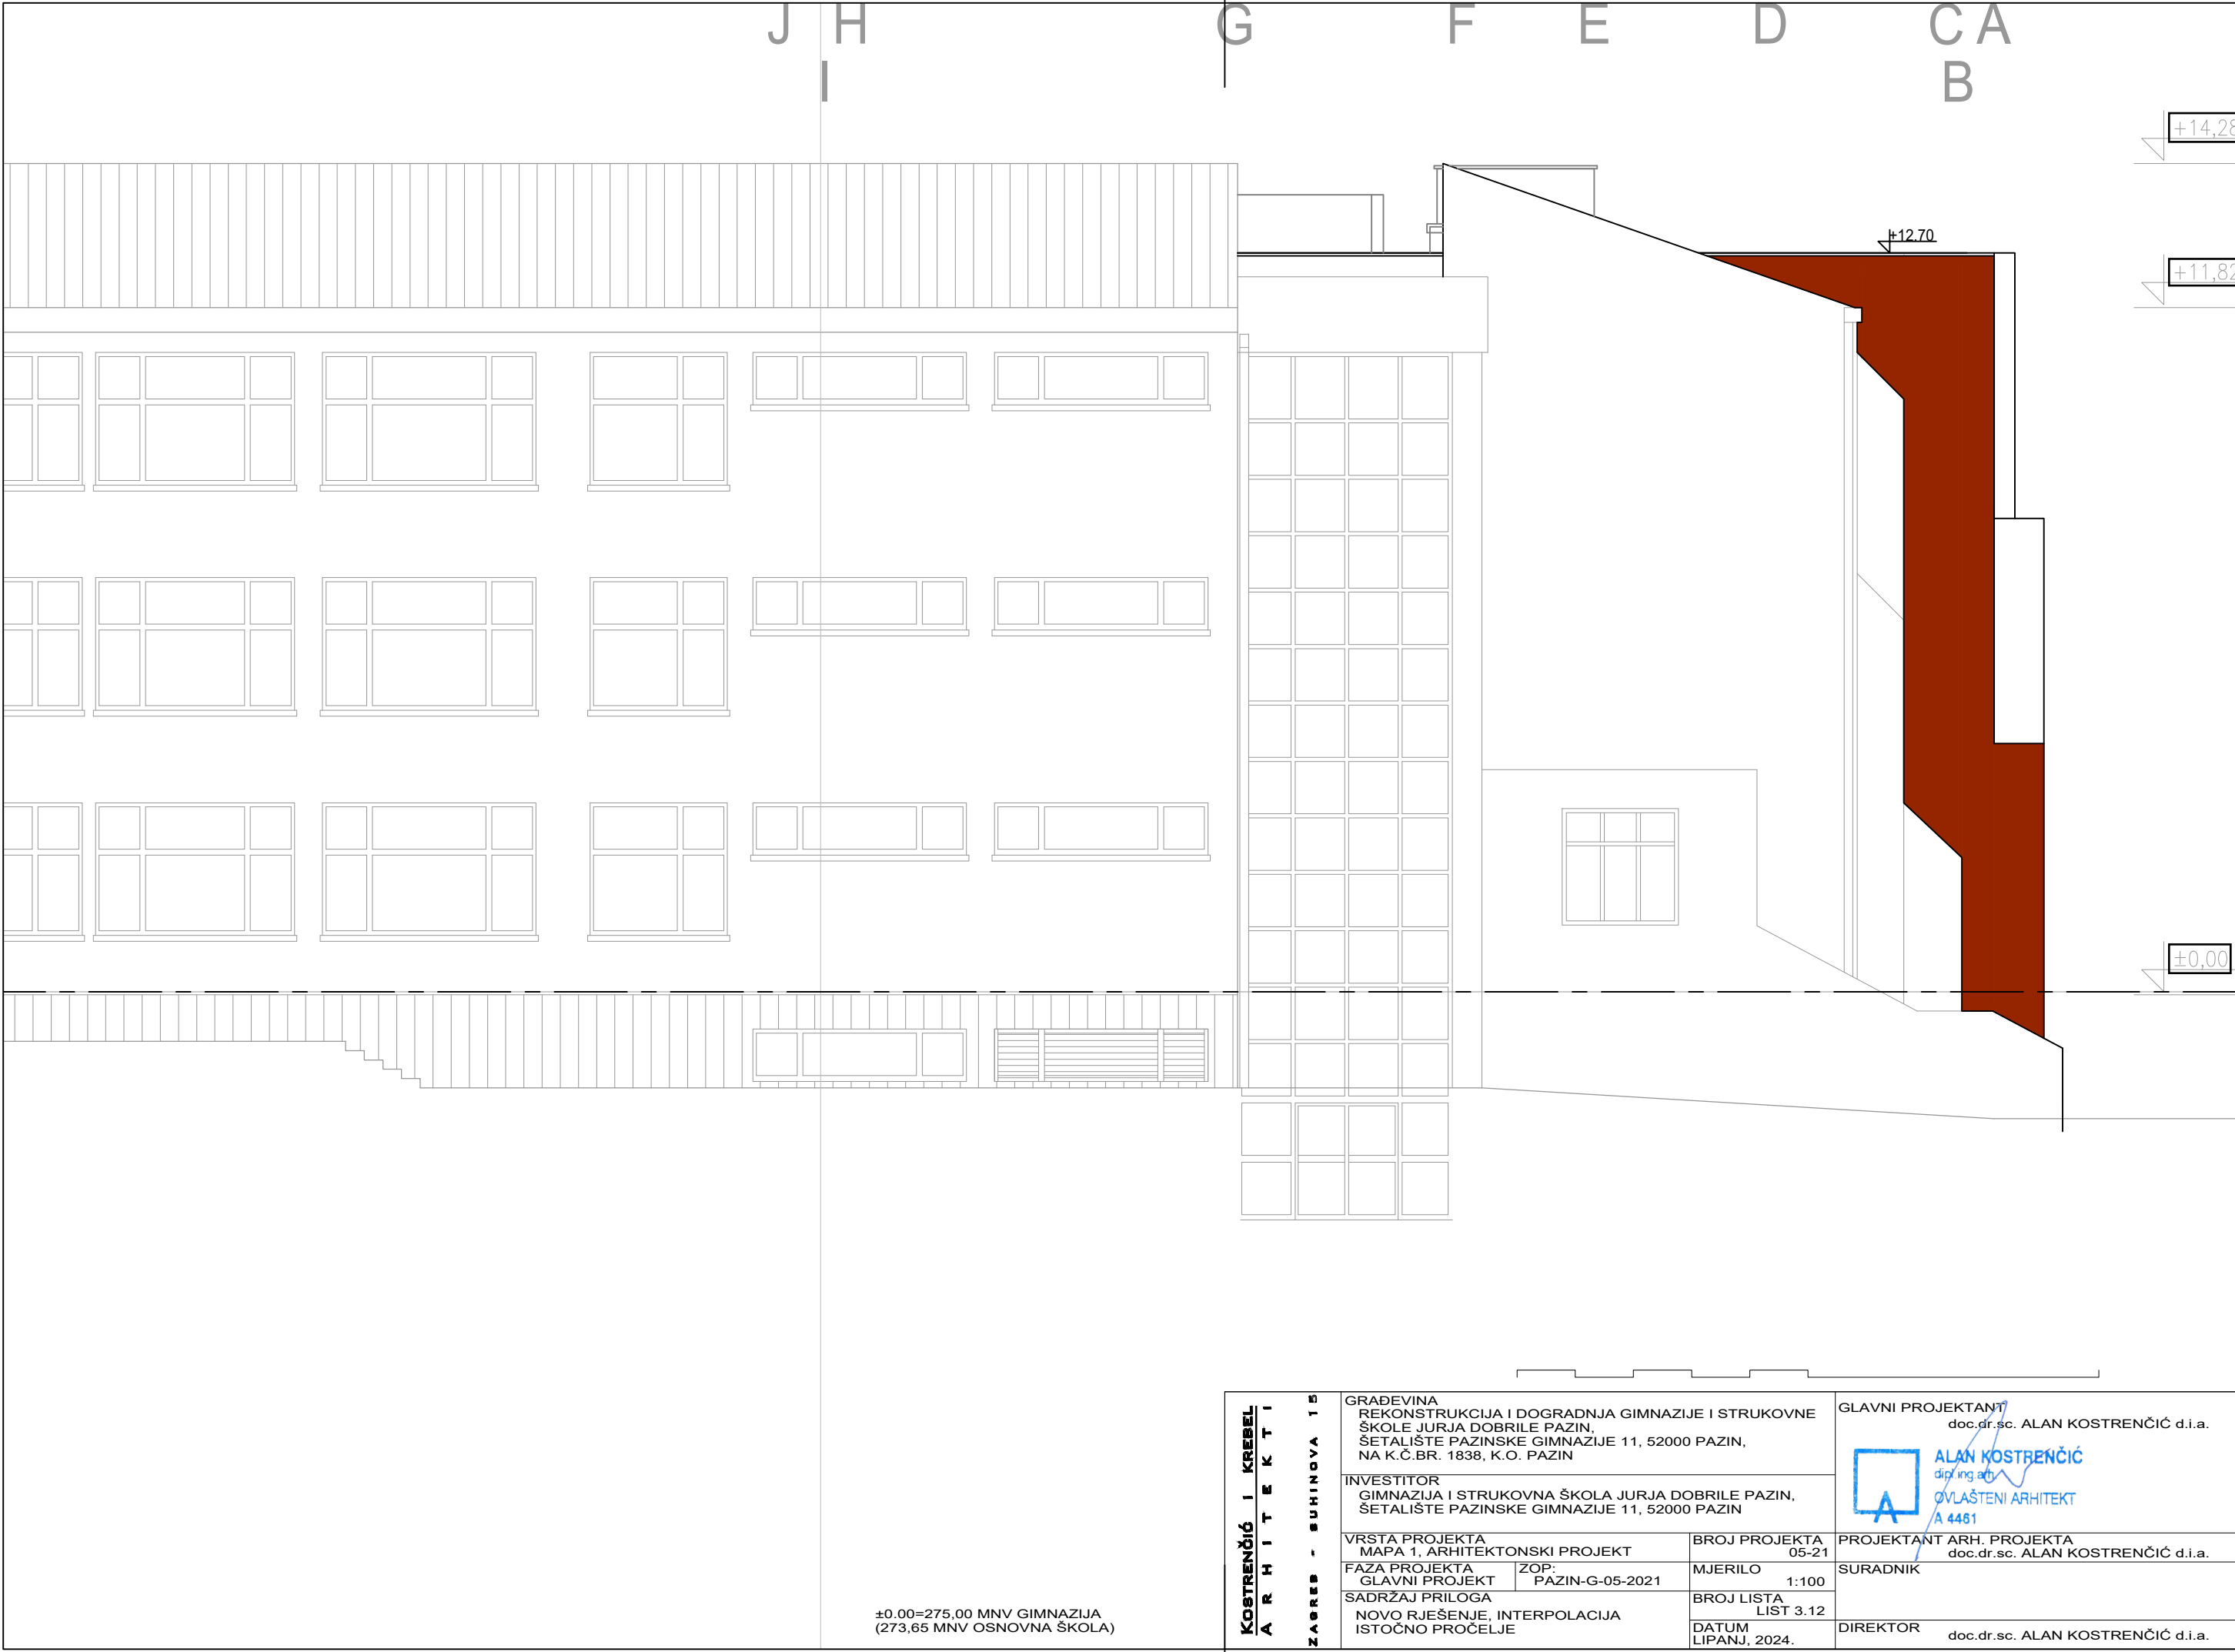 J H G F E D C A
I B
+14,28
+12.70
+11,82
±0,00
±0.00=275,00 MNV GIMNAZIJA
(273,65 MNV OSNOVNA ŠKOLA)
KOSTRENČIĆ I KREBEL
ARHITEKTI
ZAGREB - SUHINOVA 15
GRAĐEVINA
REKONSTRUKCIJA I DOGRADNJA GIMNAZIJE I STRUKOVNE
ŠKOLE JURJA DOBRILE PAZIN,
ŠETALIŠTE PAZINSKE GIMNAZIJE 11, 52000 PAZIN,
NA K.Č.BR. 1838, K.O. PAZIN
INVESTITOR
GIMNAZIJA I STRUKOVNA ŠKOLA JURJA DOBRILE PAZIN,
ŠETALIŠTE PAZINSKE GIMNAZIJE 11, 52000 PAZIN
VRSTA PROJEKTA
MAPA 1, ARHITEKTONSKI PROJEKT
BROJ PROJEKTA
05-21
FAZA PROJEKTA
GLAVNI PROJEKT
ZOP:
PAZIN-G-05-2021
MJERILO
1:100
SADRŽAJ PRILOGA
NOVO RJEŠENJE, INTERPOLACIJA
ISTOČNO PROČELJE
BROJ LISTA
LIST 3.12
DATUM
LIPANJ, 2024.
GLAVNI PROJEKTANT
doc.dr.sc. ALAN KOSTRENČIĆ d.i.a.
ALAN KOSTRENČIĆ
dipl.ing.arh.
OVLAŠTENI ARHITEKT
A 4461
PROJEKTANT ARH. PROJEKTA
doc.dr.sc. ALAN KOSTRENČIĆ d.i.a.
SURADNIK
DIREKTOR
doc.dr.sc. ALAN KOSTRENČIĆ d.i.a.